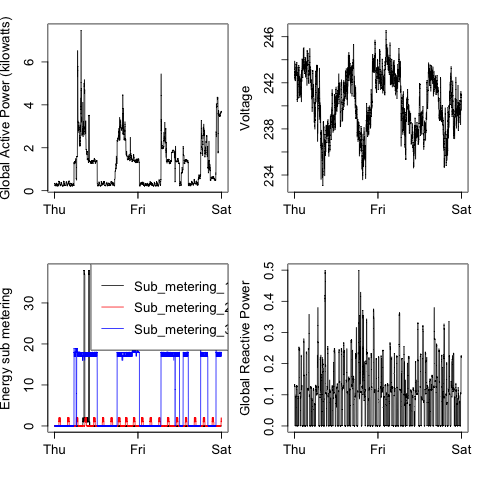 Global Active Power (kilowatts)
0 2 4 6
Thu Fri Sat
Voltage
234 238 242 246
Thu Fri Sat
Energy sub metering
0 10 20 30
Sub_metering_1
Sub_metering_2
Sub_metering_3
Thu Fri Sat
Global Reactive Power
0.0 0.1 0.2 0.3 0.4 0.5
Thu Fri Sat